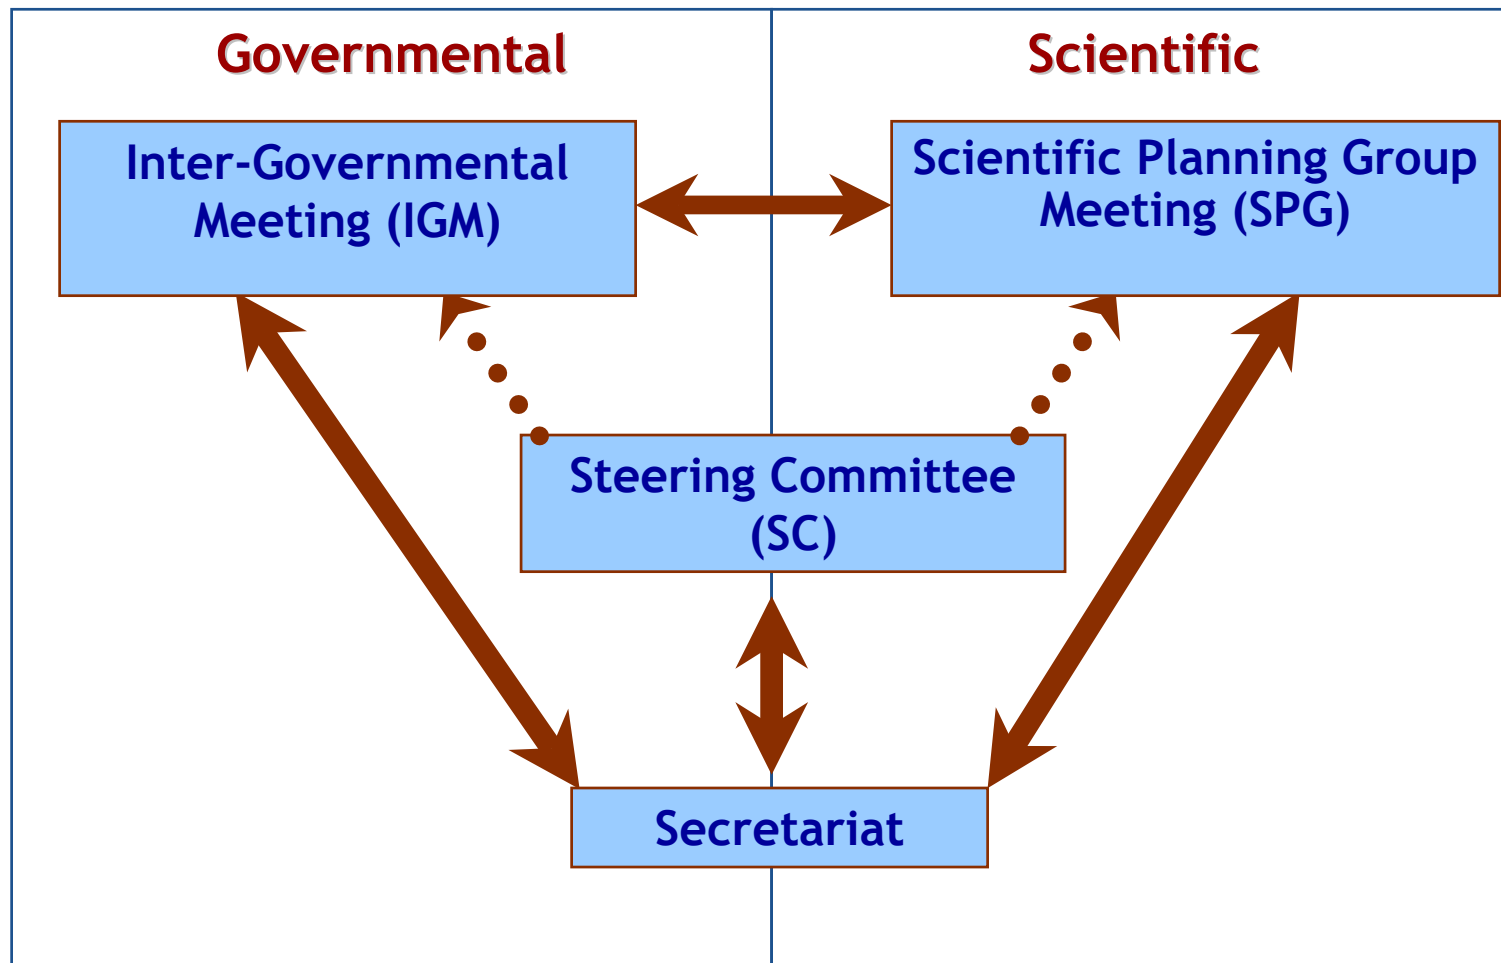 Governmental
Scientific
Inter-Governmental
Meeting (IGM)
Scientific Planning Group
Meeting (SPG)
Steering Committee
(SC)
Secretariat